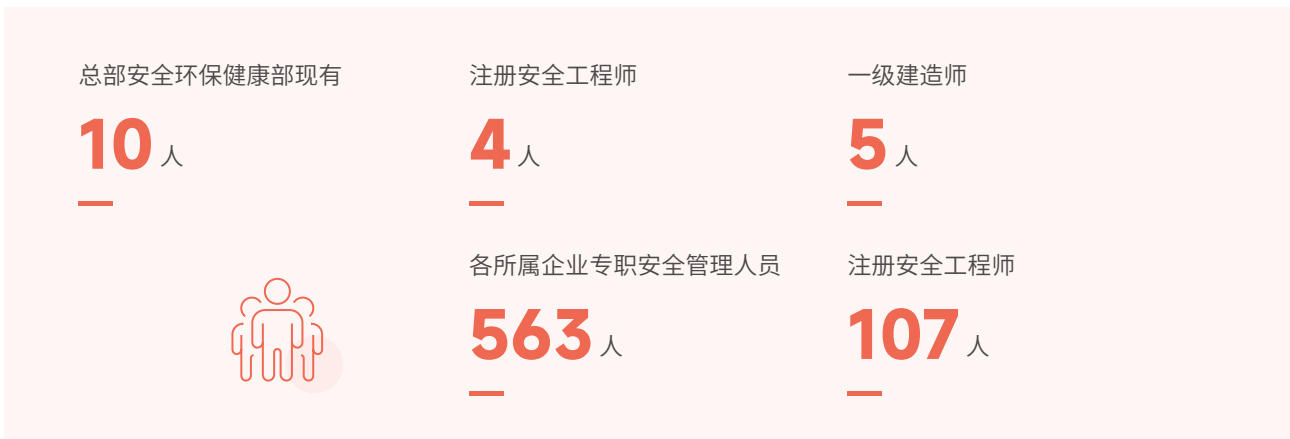 总部安全环保健康部现有
10 人
注册安全工程师
4 人
一级建造师
5 人
各所属企业专职安全管理人员
563 人
注册安全工程师
107 人